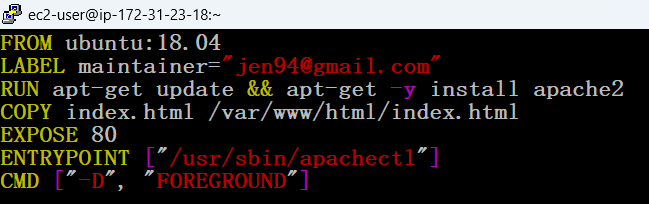 ec2-user@ip-172-31-23-18:~
FROM ubuntu:18.04
LABEL maintainer="jen94@gmail.com"
RUN apt-get update && apt-get -y install apache2
COPY index.html /var/www/html/index.html
EXPOSE 80
ENTRYPOINT ["/usr/sbin/apachectl"]
CMD ["-D", "FOREGROUND"]